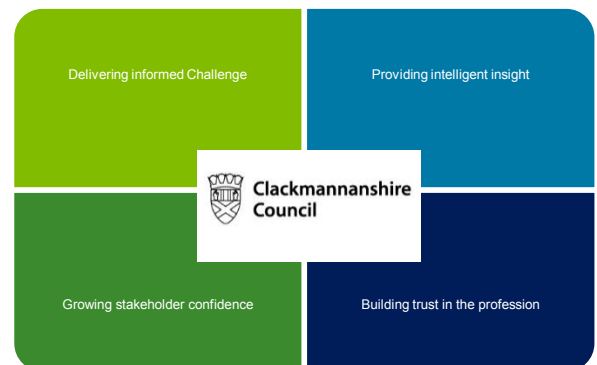 Delivering informed Challenge
Providing intelligent insight
Clackmannanshire
Council
Growing stakeholder confidence
Building trust in the profession